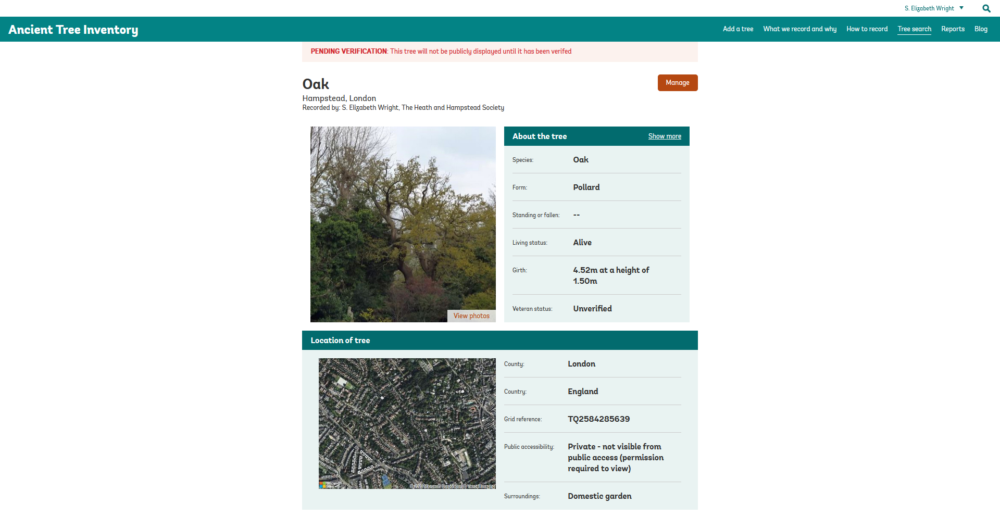 S. Elizabeth Wright
Ancient Tree Inventory
Add a tree What we record and why How to record Tree search Reports Blog
PENDING VERIFICATION: This tree will not be publicly displayed until it has been verifed
Oak
Manage
Hampstead, London
Recorded by: S. Elizabeth Wright, The Heath and Hampstead Society
View photos
About the tree Show more
Species: Oak
Form: Pollard
Standing or fallen: --
Living status: Alive
Girth: 4.52m at a height of
1.50m
Veteran status: Unverified
Location of tree
© 2023 Microsoft Corporation © Vexcel Imaging
County: London
Country: England
Grid reference: TQ2584285639
Public accessibility: Private - not visible from
public access (permission
required to view)
Surroundings: Domestic garden